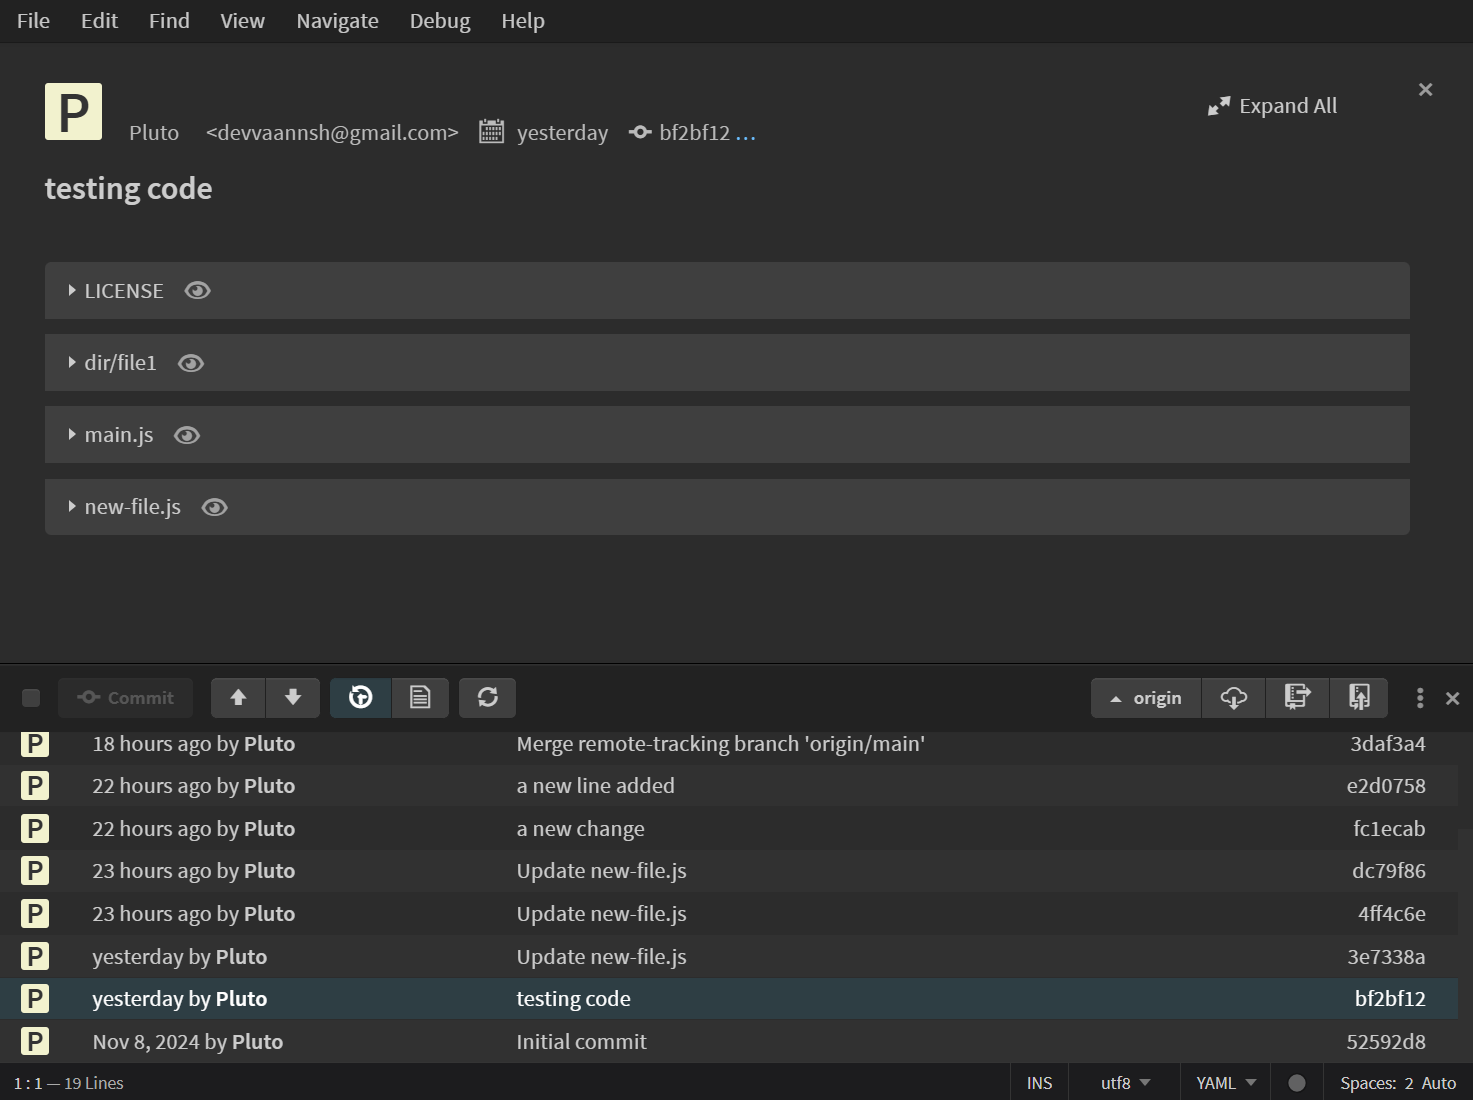 File Edit Find View Navigate Debug Help
Expand All
P Pluto <devvaannsh@gmail.com> yesterday bf2bf12 ...
testing code
LICENSE
dir/file1
main.js
new-file.js
Commit origin
P 18 hours ago by Pluto Merge remote-tracking branch 'origin/main' 3daf3a4
P 22 hours ago by Pluto a new line added e2d0758
P 22 hours ago by Pluto a new change fc1ecab
P 23 hours ago by Pluto Update new-file.js dc79f86
P 23 hours ago by Pluto Update new-file.js 4ff4c6e
P yesterday by Pluto Update new-file.js 3e7338a
P yesterday by Pluto testing code bf2bf12
P Nov 8, 2024 by Pluto Initial commit 52592d8
1 : 1 — 19 Lines INS utf8 YAML Spaces: 2 Auto